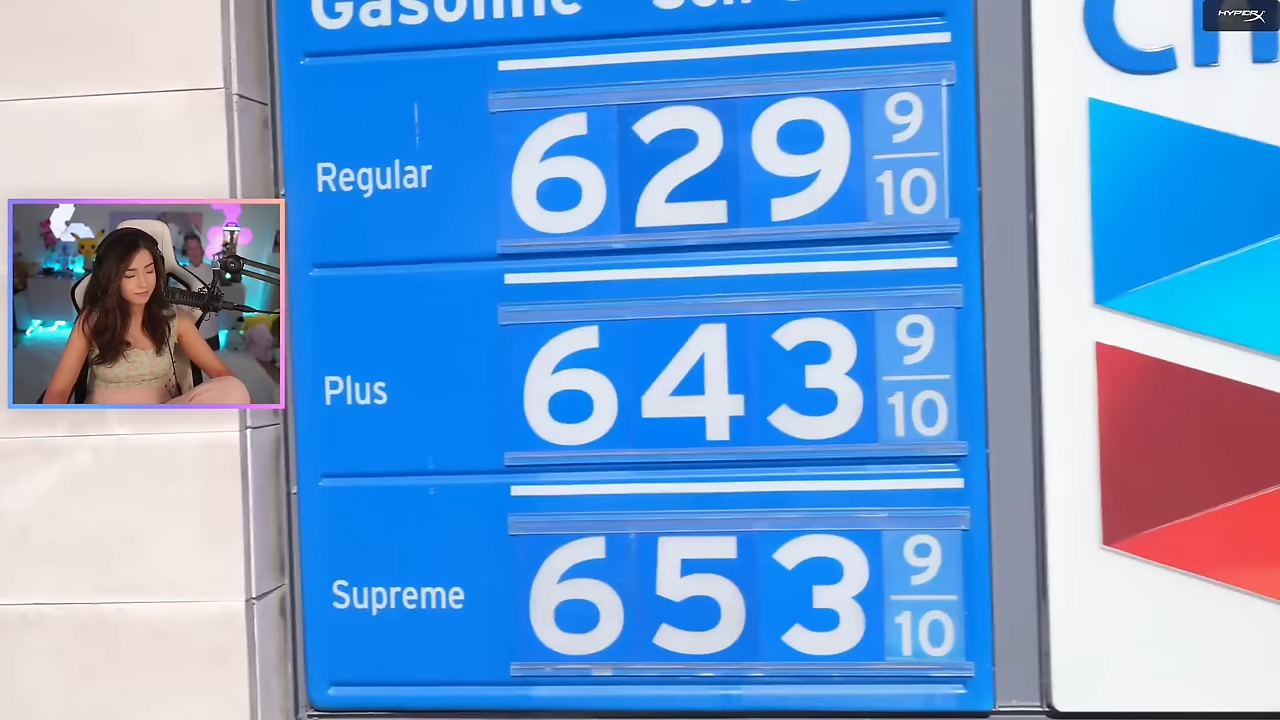 Gasoline
HYPERX
Regular 629 9/10
Plus 643 9/10
Supreme 653 9/10